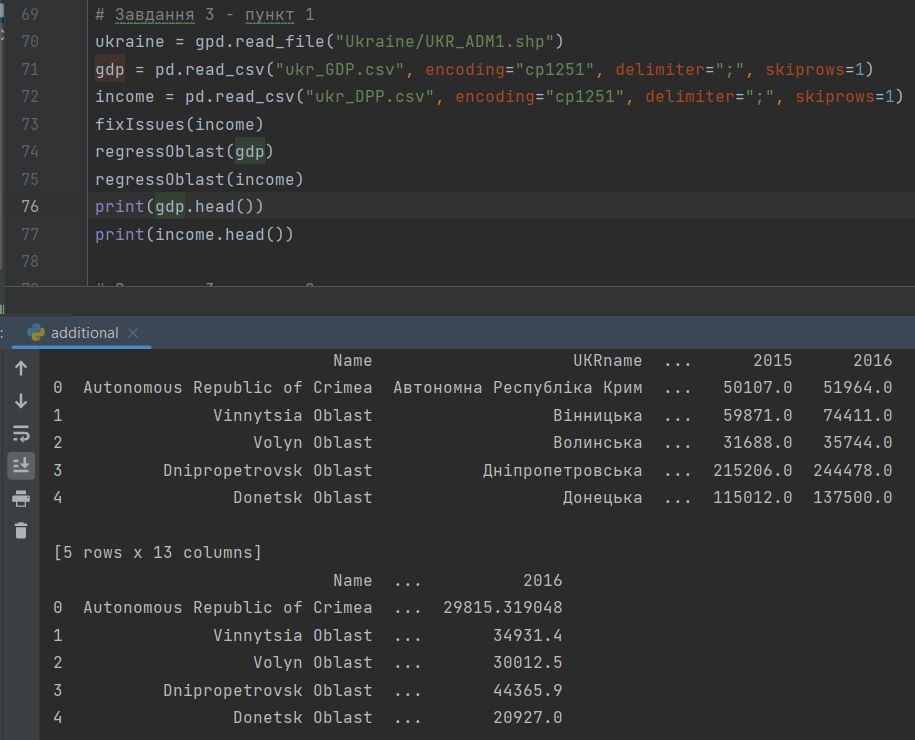 69 # Завдання 3 - пункт 1
70 ukraine = gpd.read_file("Ukraine/UKR_ADM1.shp")
71 gdp = pd.read_csv("ukr_GDP.csv", encoding="cp1251", delimiter=";", skiprows=1)
72 income = pd.read_csv("ukr_DPP.csv", encoding="cp1251", delimiter=";", skiprows=1)
73 fixIssues(income)
74 regressOblast(gdp)
75 regressOblast(income)
76 print(gdp.head())
77 print(income.head())
78
additional
Name UKRname ... 2015 2016
0 Autonomous Republic of Crimea Автономна Республіка Крим ... 50107.0 51964.0
1 Vinnytsia Oblast Вінницька ... 59871.0 74411.0
2 Volyn Oblast Волинська ... 31688.0 35744.0
3 Dnipropetrovsk Oblast Дніпропетровська ... 215206.0 244478.0
4 Donetsk Oblast Донецька ... 115012.0 137500.0
[5 rows x 13 columns]
Name ... 2016
0 Autonomous Republic of Crimea ... 29815.319048
1 Vinnytsia Oblast ... 34931.4
2 Volyn Oblast ... 30012.5
3 Dnipropetrovsk Oblast ... 44365.9
4 Donetsk Oblast ... 20927.0